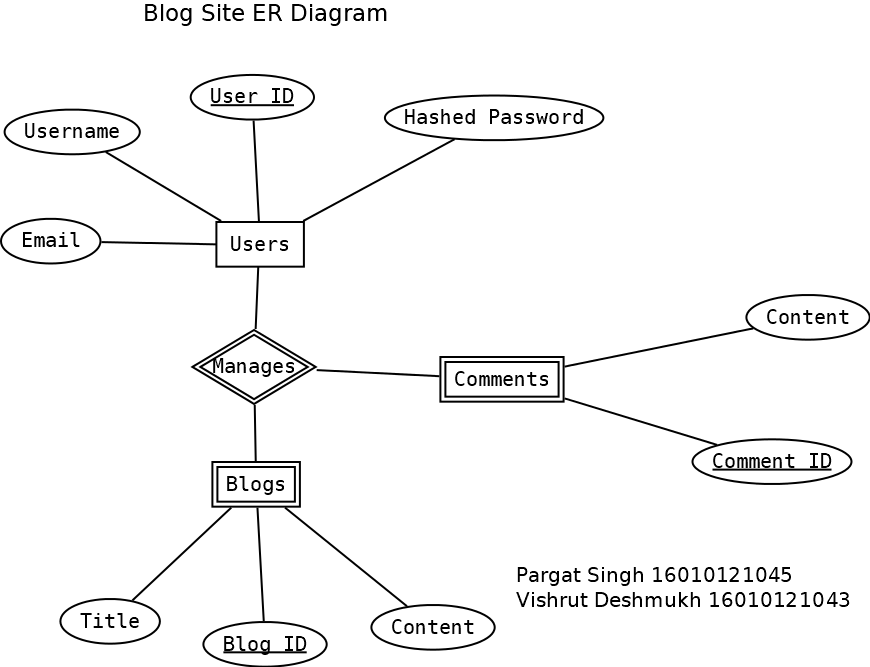 Blog Site ER Diagram
User ID
Hashed Password
Username
Email
Users
Content
Manages
Comments
Comment ID
Blogs
Title
Blog ID
Content
Pargat Singh 16010121045
Vishrut Deshmukh 16010121043